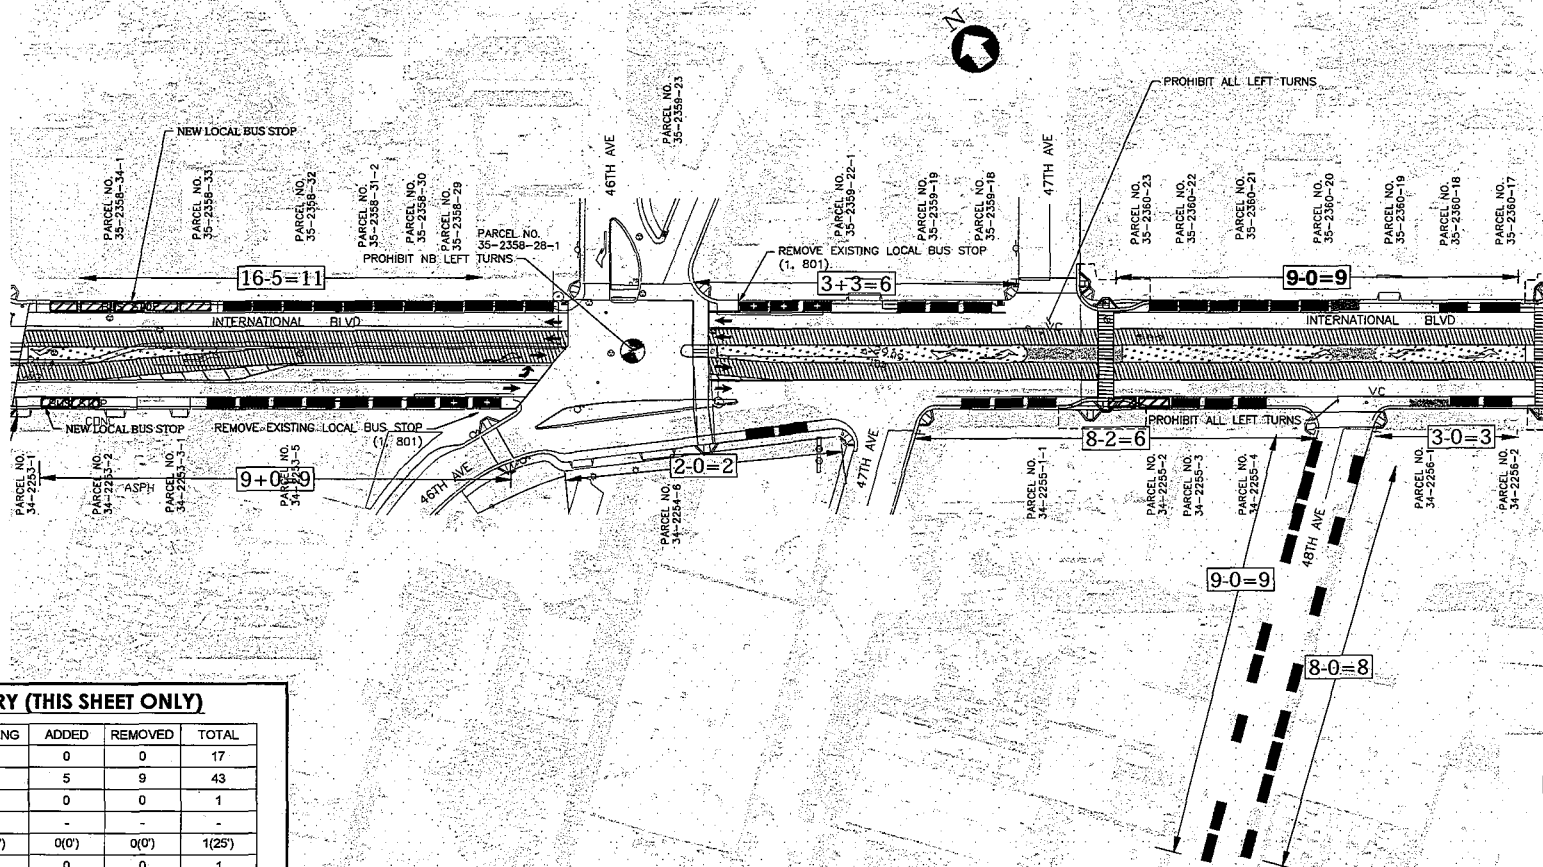 N
PROHIBIT ALL LEFT TURNS
NEW LOCAL BUS STOP
PARCEL NO.
35-2358-34-1
PARCEL NO.
35-2358-33
PARCEL NO.
35-2358-32
PARCEL NO.
35-2358-31-2
PARCEL NO.
35-2358-30
PARCEL NO.
35-2358-29
PARCEL NO.
35-2358-28-1
PROHIBIT NB LEFT TURNS
46TH AVE
PARCEL NO.
35-2359-23
PARCEL NO.
35-2359-22-1
PARCEL NO.
35-2359-19
PARCEL NO.
35-2359-18
47TH AVE
PARCEL NO.
35-2360-23
PARCEL NO.
35-2360-22
PARCEL NO.
35-2360-21
PARCEL NO.
35-2360-20
PARCEL NO.
35-2360-19
PARCEL NO.
35-2360-18
PARCEL NO.
35-2360-17
REMOVE EXISTING LOCAL BUS STOP
(1, 801)
16-5=11
3+3=6
9-0=9
INTERNATIONAL BLVD
INTERNATIONAL BLVD
VC
VC
BUS STOP
CONC
NEW LOCAL BUS STOP
REMOVE EXISTING LOCAL BUS STOP
(1, 801)
PROHIBIT ALL LEFT TURNS
8-2=6
3-0=3
2-0=2
ASPH
46TH AVE
47TH AVE
48TH AVE
PARCEL NO.
34-2253-1
PARCEL NO.
34-2253-2
PARCEL NO.
34-2253-3-1
PARCEL NO.
34-2253-5
PARCEL NO.
34-2254-6
PARCEL NO.
34-2255-1-1
PARCEL NO.
34-2255-2
PARCEL NO.
34-2255-3
PARCEL NO.
34-2255-4
PARCEL NO.
34-2256-1
PARCEL NO.
34-2256-2
9-0=9
8-0=8
RY (THIS SHEET ONLY)
NG ADDED REMOVED TOTAL
0 0 17
5 9 43
0 0 1
- - -
') 0(0') 0(0') 1(25')
0 0 1